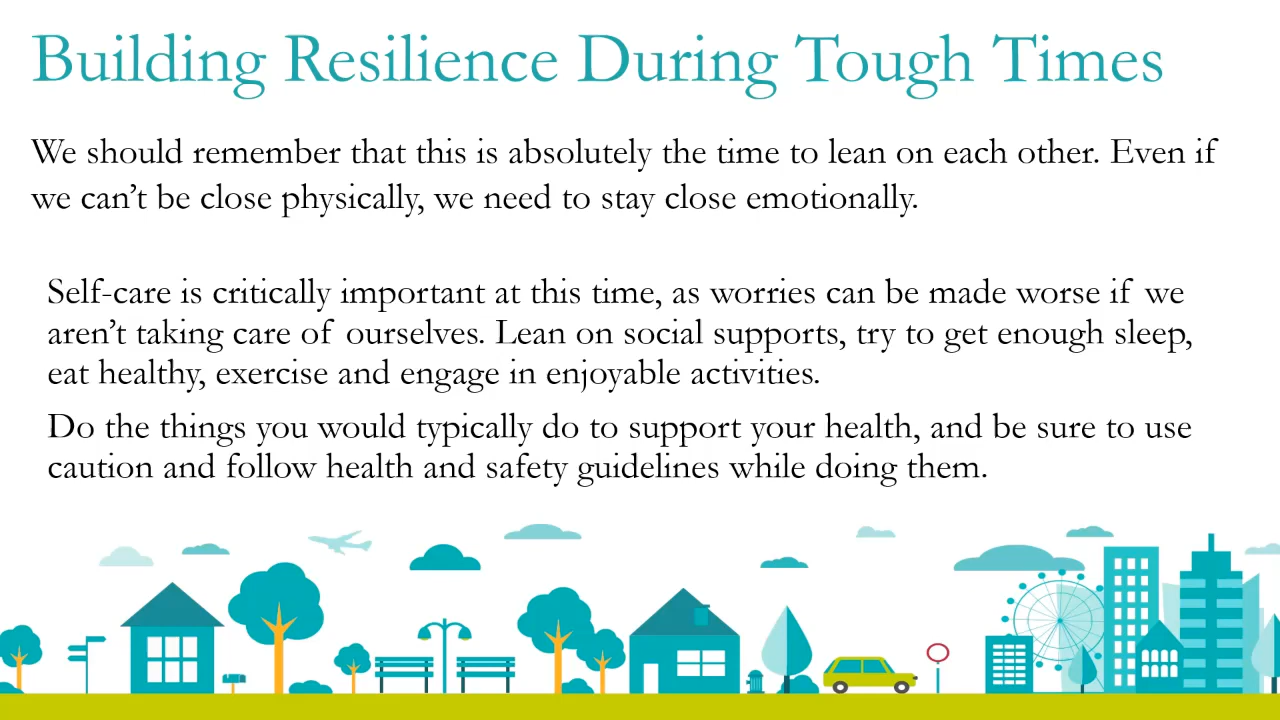 Building Resilience During Tough Times
We should remember that this is absolutely the time to lean on each other. Even if
we can’t be close physically, we need to stay close emotionally.
Self-care is critically important at this time, as worries can be made worse if we
aren’t taking care of ourselves. Lean on social supports, try to get enough sleep,
eat healthy, exercise and engage in enjoyable activities.
Do the things you would typically do to support your health, and be sure to use
caution and follow health and safety guidelines while doing them.